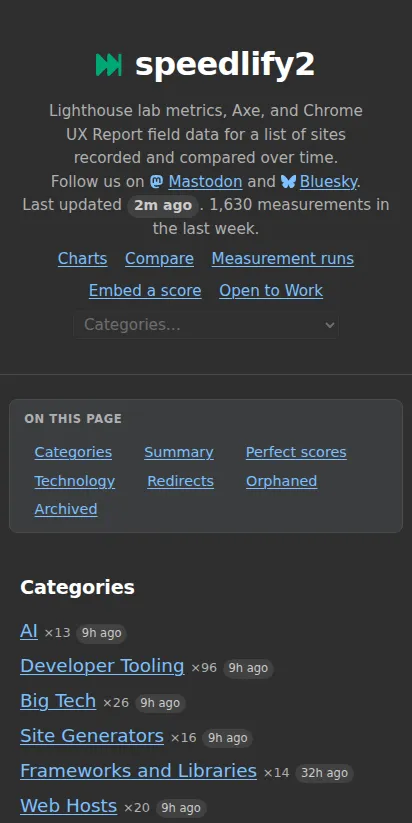 speedlify2
Lighthouse lab metrics, Axe, and Chrome
UX Report field data for a list of sites
recorded and compared over time.
Follow us on Mastodon and Bluesky.
Last updated 2m ago. 1,630 measurements in
the last week.
Charts Compare Measurement runs
Embed a score Open to Work
Categories...
ON THIS PAGE
Categories Summary Perfect scores
Technology Redirects Orphaned
Archived
Categories
AI ×13 9h ago
Developer Tooling ×96 9h ago
Big Tech ×26 9h ago
Site Generators ×16 9h ago
Frameworks and Libraries ×14 32h ago
Web Hosts ×20 9h ago